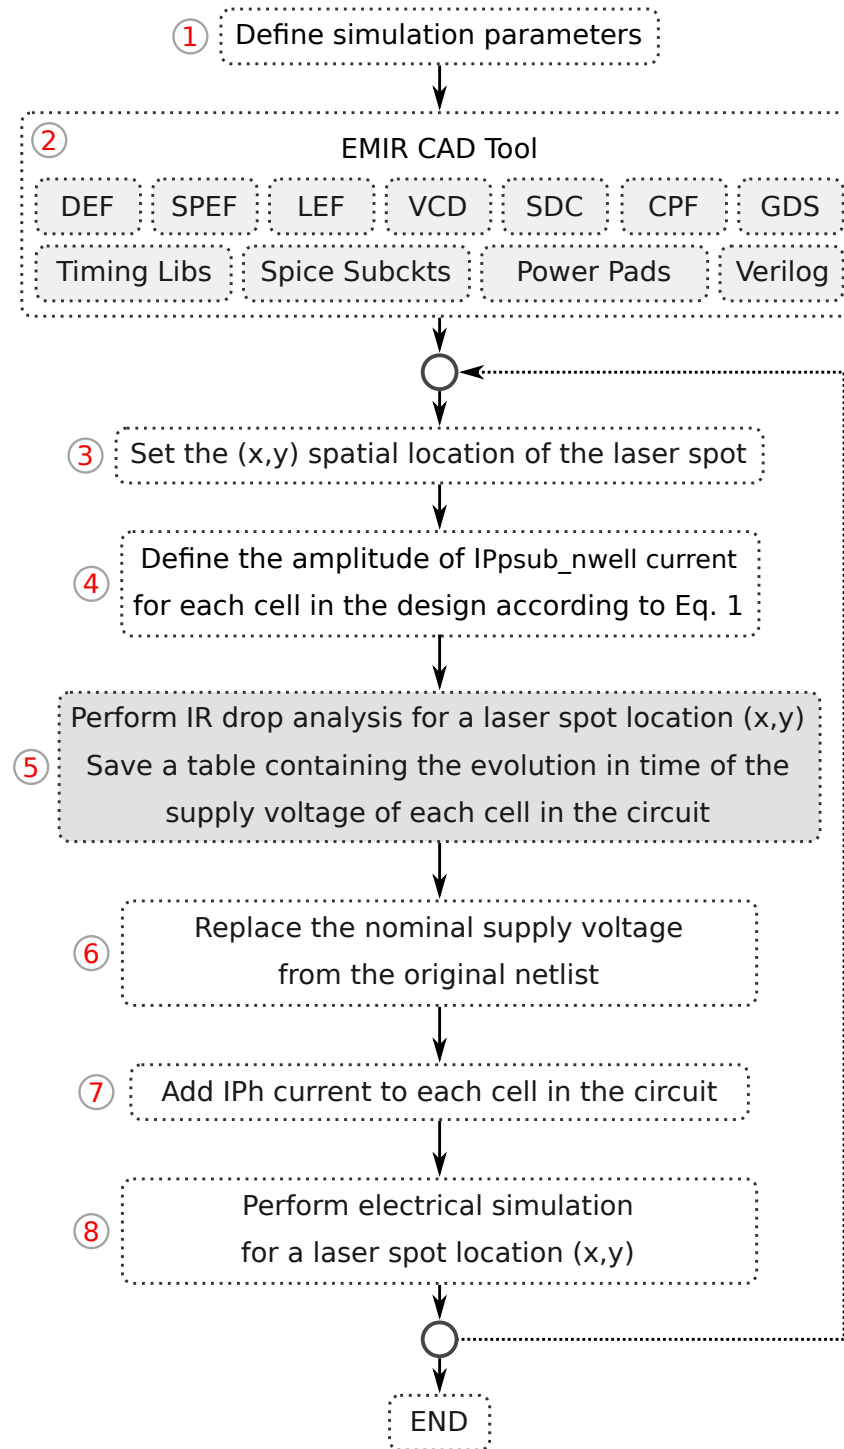 1 Define simulation parameters
2
EMIR CAD Tool
DEF SPEF LEF VCD SDC CPF GDS
Timing Libs Spice Subckts Power Pads Verilog
3 Set the (x,y) spatial location of the laser spot
4
Define the amplitude of IPpsub_nwell current
for each cell in the design according to Eq. 1
5
Perform IR drop analysis for a laser spot location (x,y)
Save a table containing the evolution in time of the
supply voltage of each cell in the circuit
6
Replace the nominal supply voltage
from the original netlist
7 Add IPh current to each cell in the circuit
8
Perform electrical simulation
for a laser spot location (x,y)
END